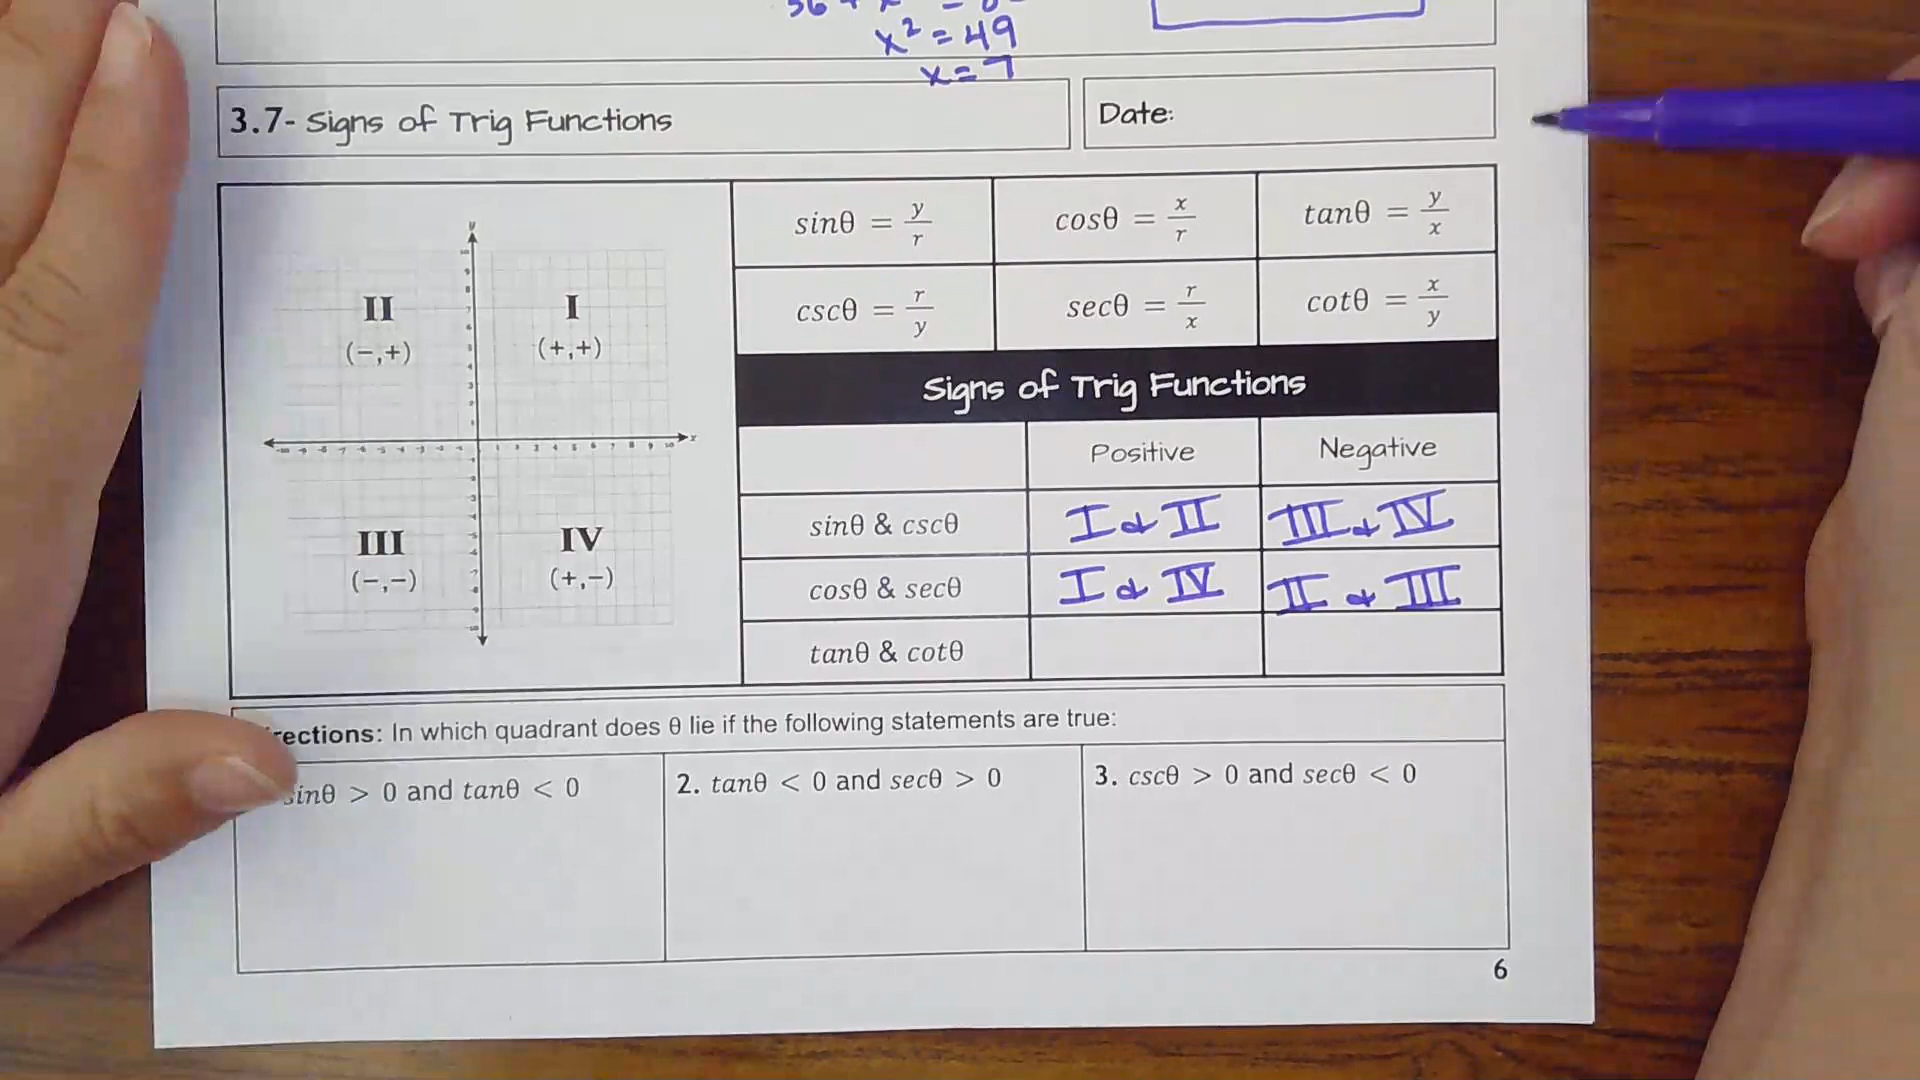 x² = 49
x = 7
3.7- Signs of Trig Functions
Date:
y
II
(−,+)
I
(+,+)
x
III
(−,−)
IV
(+,−)
sinθ = y/r
cosθ = x/r
tanθ = y/x
cscθ = r/y
secθ = r/x
cotθ = x/y
Signs of Trig Functions
Positive
Negative
sinθ & cscθ
I & II
III & IV
cosθ & secθ
I & IV
II & III
tanθ & cotθ
rections: In which quadrant does θ lie if the following statements are true:
sinθ > 0 and tanθ < 0
2. tanθ < 0 and secθ > 0
3. cscθ > 0 and secθ < 0
6